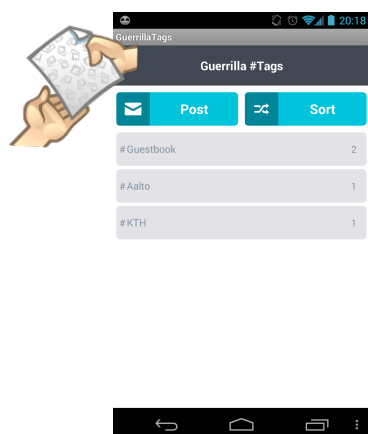 20:18
GuerrillaTags
Guerrilla #Tags
Post Sort
#Guestbook 2
#Aalto 1
#KTH 1